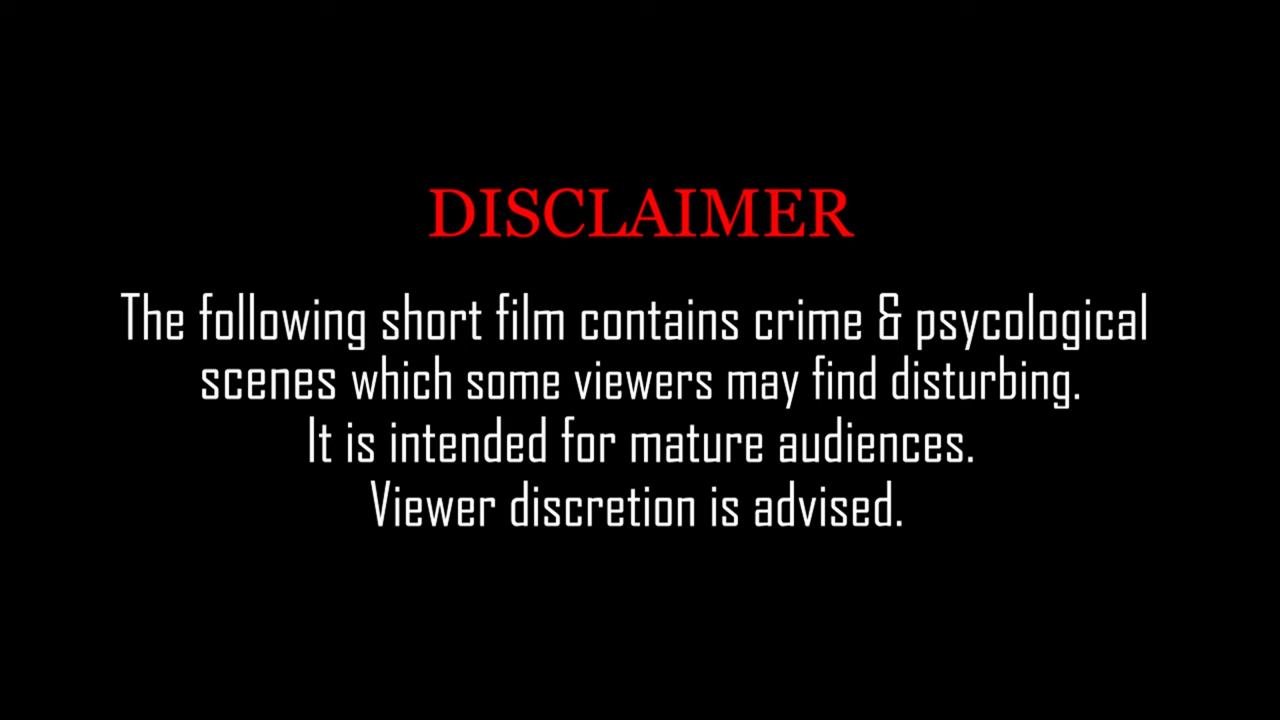 DISCLAIMER
The following short film contains crime & psycological
scenes which some viewers may find disturbing.
It is intended for mature audiences.
Viewer discretion is advised.